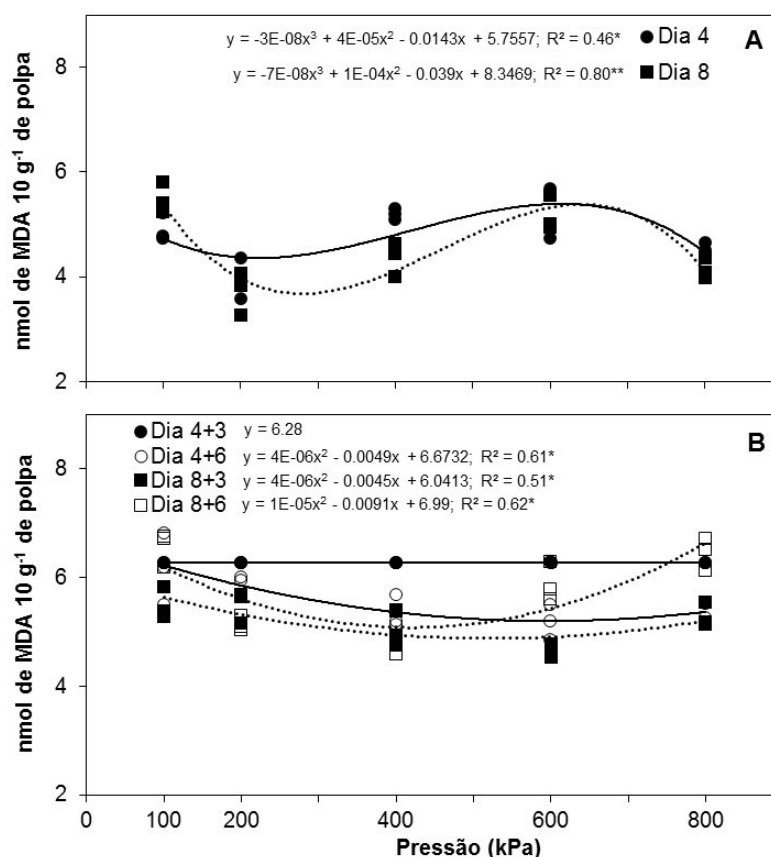 y = -3E-08x³ + 4E-05x² - 0.0143x + 5.7557; R² = 0.46* Dia 4 A
y = -7E-08x³ + 1E-04x² - 0.039x + 8.3469; R² = 0.80** Dia 8
nmol de MDA 10 g⁻¹ de polpa
8
6
4
2
Dia 4+3 y = 6.28 B
Dia 4+6 y = 4E-06x² - 0.0049x + 6.6732; R² = 0.61*
Dia 8+3 y = 4E-06x² - 0.0045x + 6.0413; R² = 0.51*
Dia 8+6 y = 1E-05x² - 0.0091x + 6.99; R² = 0.62*
nmol de MDA 10 g⁻¹ de polpa
8
6
4
2
0 100 200 400 600 800
Pressão (kPa)